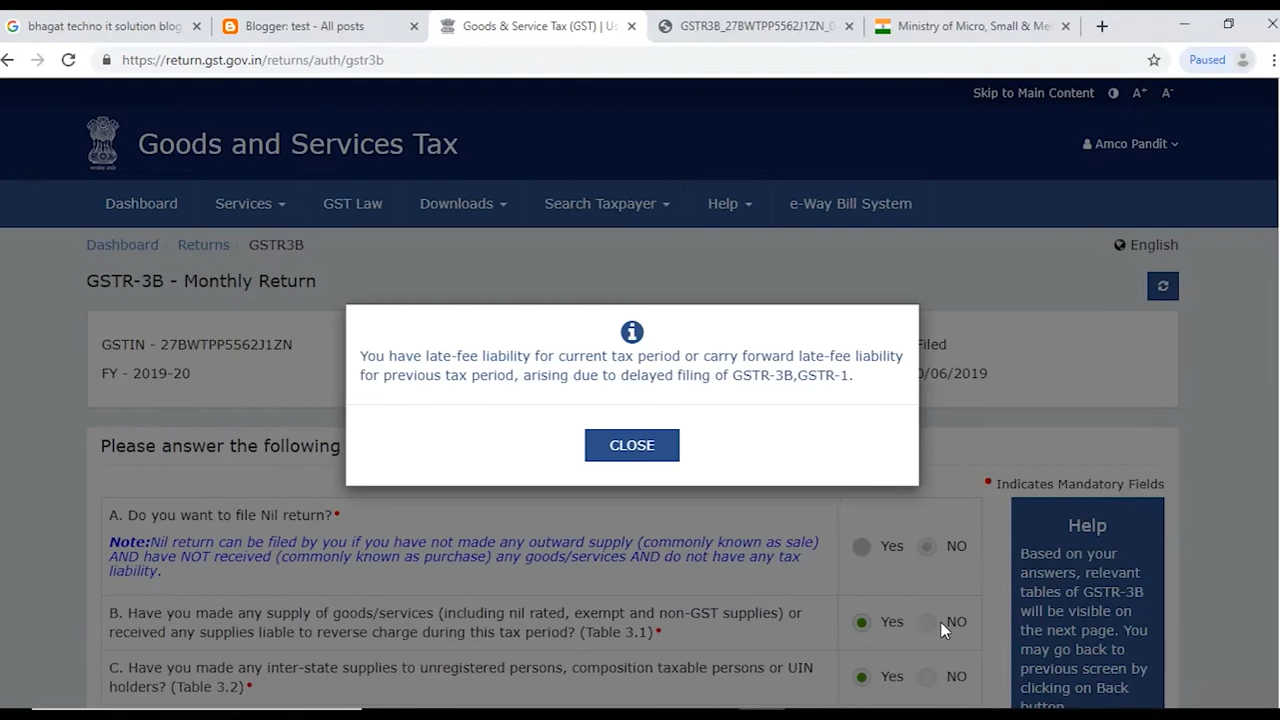 bhagat techno it solution blog
Blogger: test - All posts
Goods & Service Tax (GST) | Us
GSTR3B_27BWTPP5562J1ZN_0
Ministry of Micro, Small & Me
https://return.gst.gov.in/returns/auth/gstr3b
Paused
Skip to Main Content A+ A-
Goods and Services Tax
Amco Pandit
Dashboard Services GST Law Downloads Search Taxpayer Help e-Way Bill System
Dashboard Returns GSTR3B
English
GSTR-3B - Monthly Return
You have late-fee liability for current tax period or carry forward late-fee liability
for previous tax period, arising due to delayed filing of GSTR-3B,GSTR-1.
CLOSE
GSTIN - 27BWTPP5562J1ZN
Filed
FY - 2019-20
0/06/2019
Please answer the following
• Indicates Mandatory Fields
A. Do you want to file Nil return?•
Note:Nil return can be filed by you if you have not made any outward supply (commonly known as sale)
AND have NOT received (commonly known as purchase) any goods/services AND do not have any tax
liability.
Yes NO
B. Have you made any supply of goods/services (including nil rated, exempt and non-GST supplies) or
received any supplies liable to reverse charge during this tax period? (Table 3.1)•
Yes NO
C. Have you made any inter-state supplies to unregistered persons, composition taxable persons or UIN
holders? (Table 3.2)•
Yes NO
Help
Based on your
answers, relevant
tables of GSTR-3B
will be visible on
the next page. You
may go back to
previous screen by
clicking on Back
button